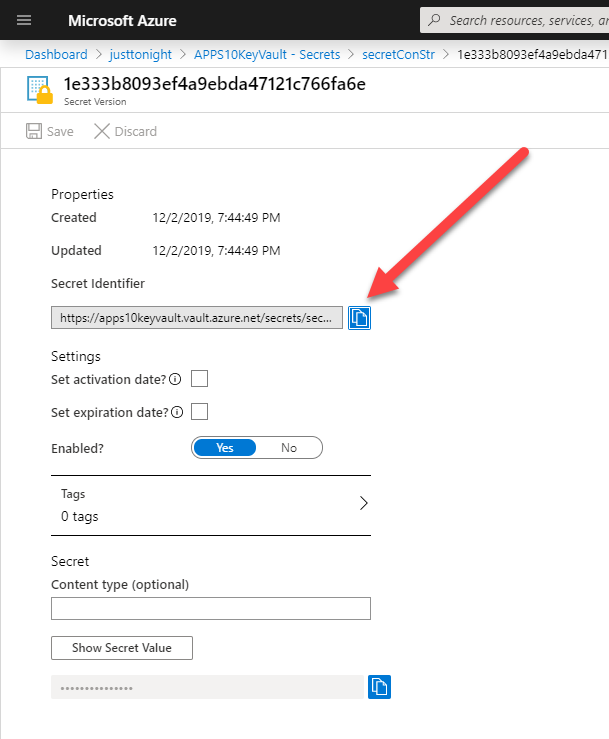 Microsoft Azure
Search resources, services, a
Dashboard > justtonight > APPS10KeyVault - Secrets > secretConStr > 1e333b8093ef4a9ebda471
1e333b8093ef4a9ebda47121c766fa6e
Secret Version
Save Discard
Properties
Created 12/2/2019, 7:44:49 PM
Updated 12/2/2019, 7:44:49 PM
Secret Identifier
https://apps10keyvault.vault.azure.net/secrets/sec...
Settings
Set activation date?
Set expiration date?
Enabled? Yes No
Tags
0 tags
Secret
Content type (optional)
Show Secret Value